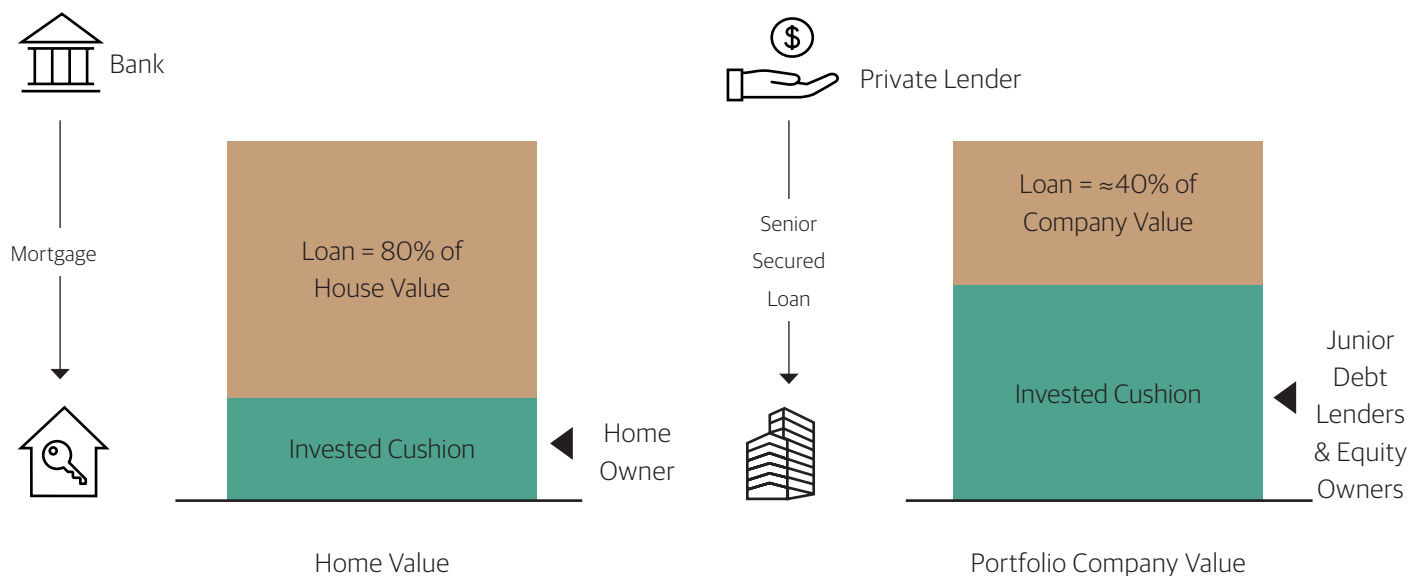 Bank
Mortgage
Loan = 80% of
House Value
Invested Cushion
Home
Owner
Home Value
$
Private Lender
Senior
Secured
Loan
Loan = ≈40% of
Company Value
Invested Cushion
Junior
Debt
Lenders
& Equity
Owners
Portfolio Company Value